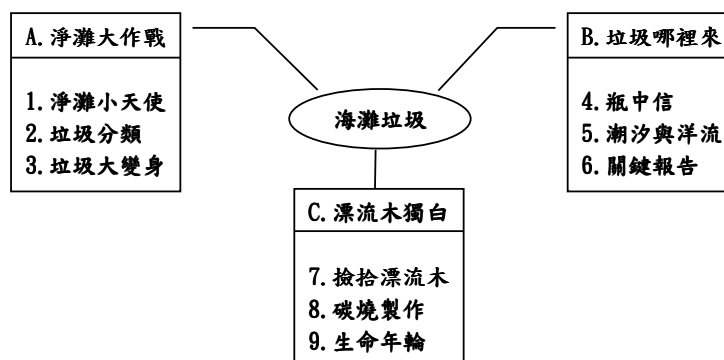 A.淨灘大作戰
1.淨灘小天使
2.垃圾分類
3.垃圾大變身
海灘垃圾
B.垃圾哪裡來
4.瓶中信
5.潮汐與洋流
6.關鍵報告
C.漂流木獨白
7.撿拾漂流木
8.碳燒製作
9.生命年輪